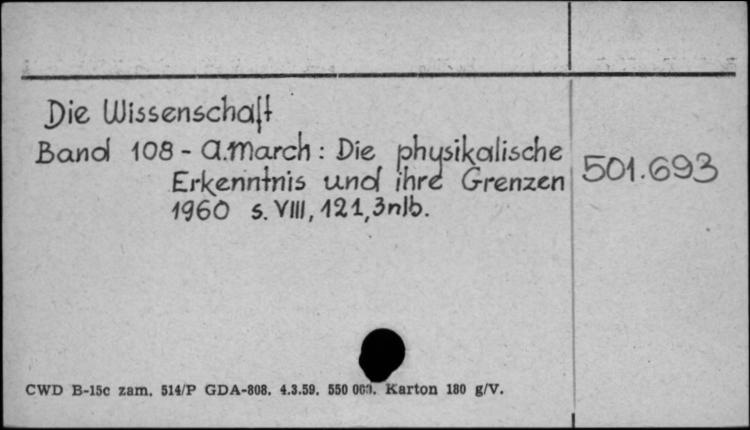 Die Wissenschaft
Band 108 - A. March: Die physikalische
Erkenntnis und ihre Grenzen
1960 s. VIII, 121, 3nlb.
501.693
CWD B-15c zam. 514/P GDA-808. 4.3.59. 550 000. Karton 180 g/V.